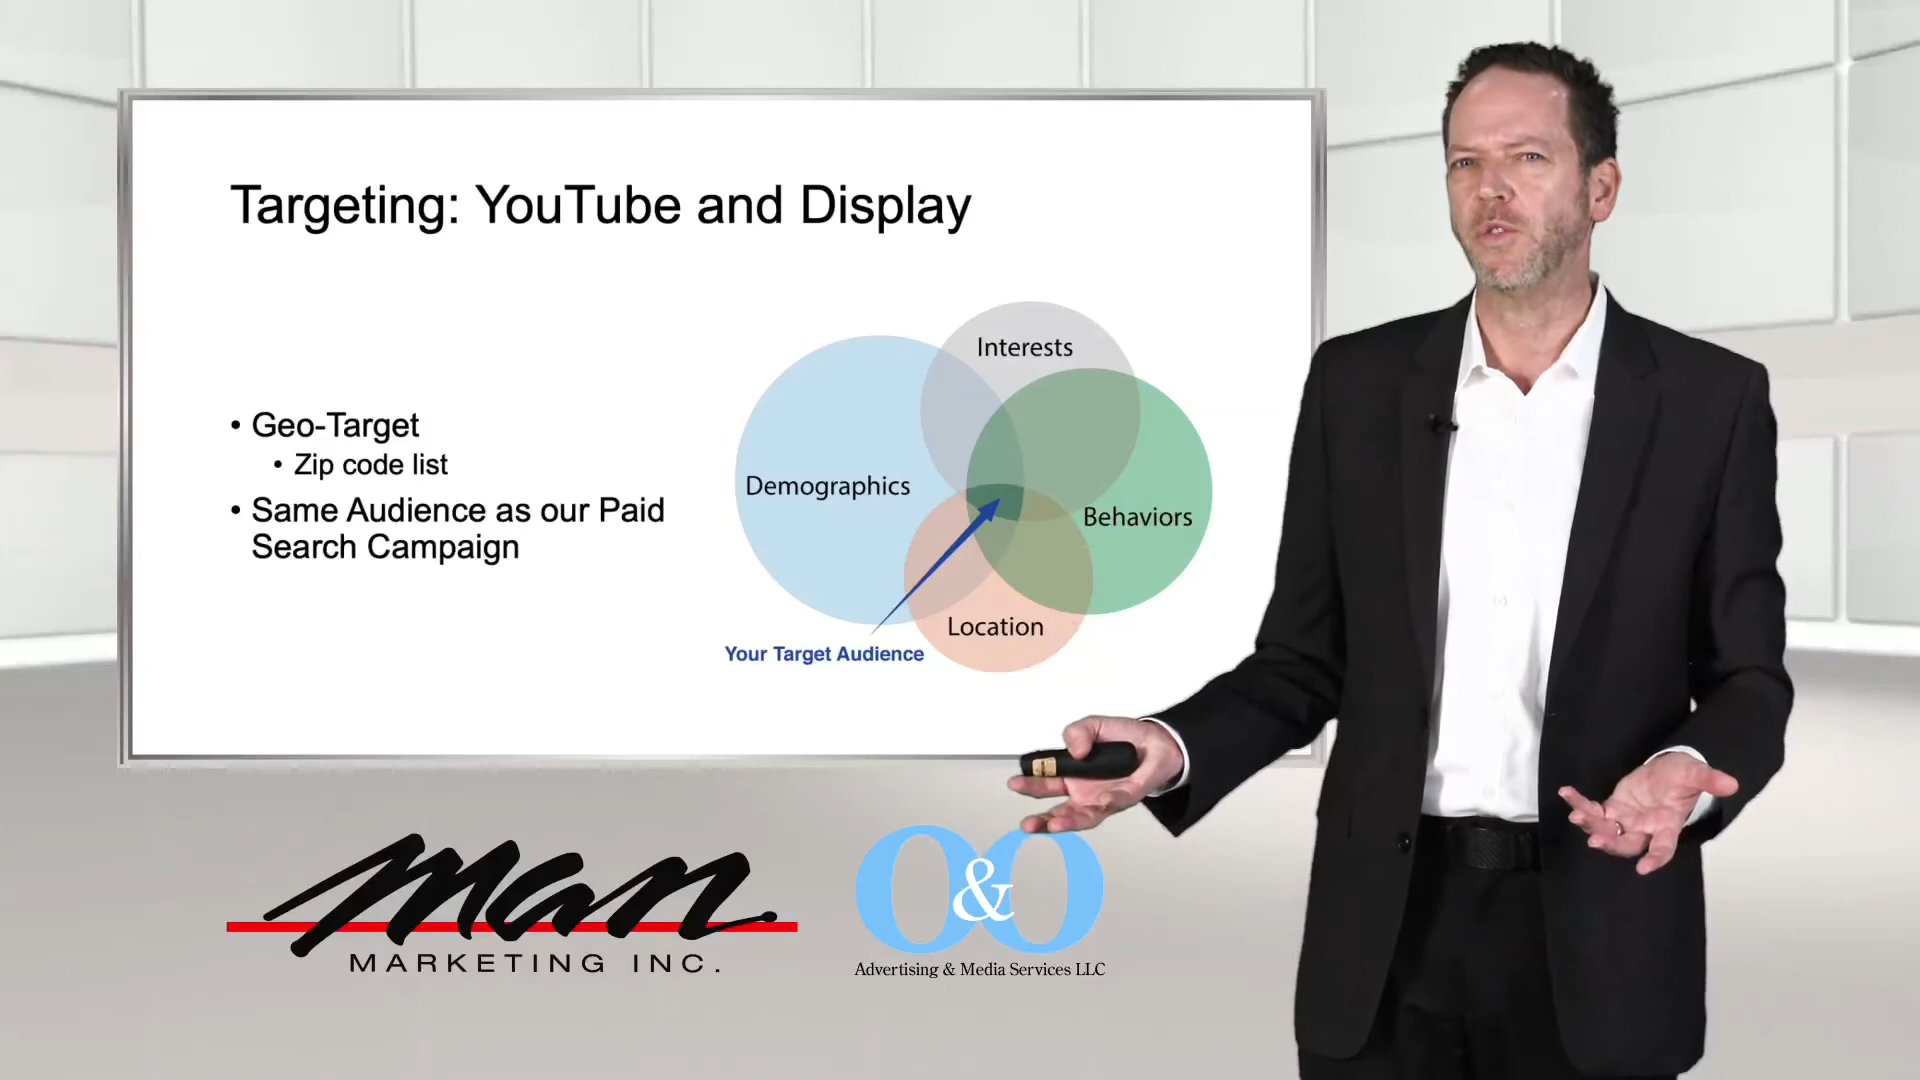 Targeting: YouTube and Display
• Geo-Target
• Zip code list
• Same Audience as our Paid
Search Campaign
Interests
Demographics
Behaviors
Location
Your Target Audience
man
MARKETING INC.
O&O
Advertising & Media Services LLC